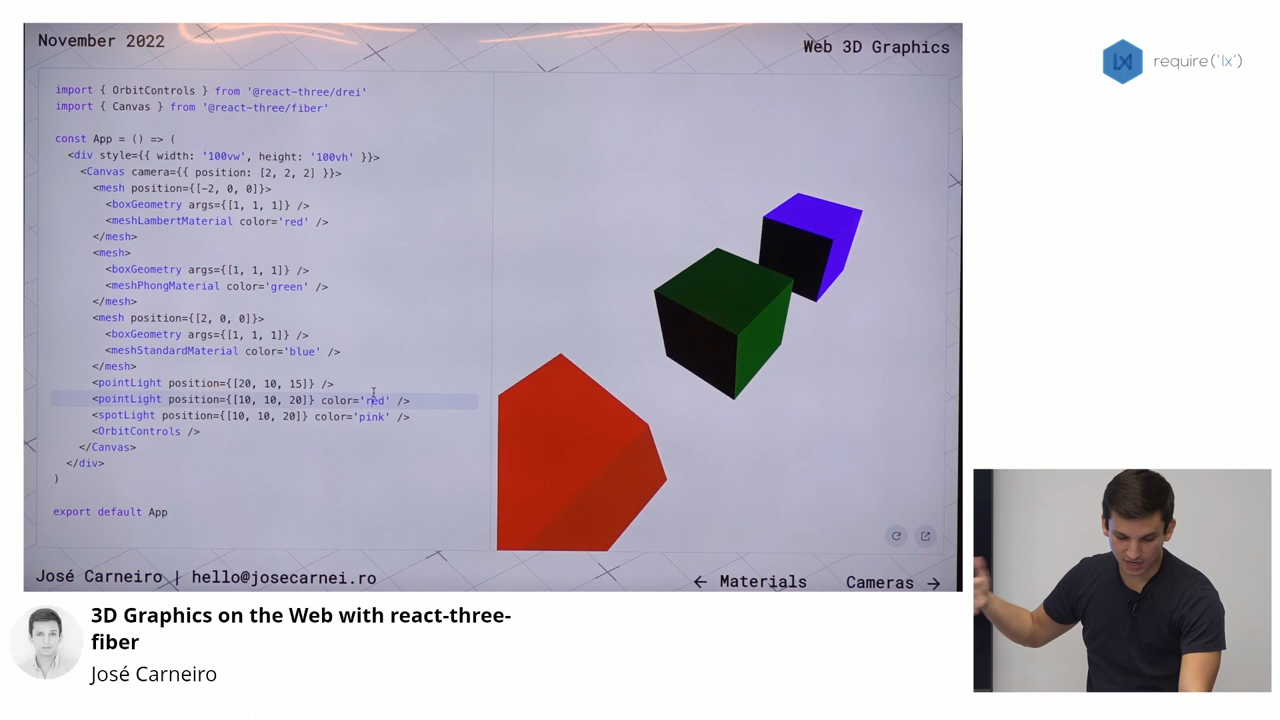 November 2022
Web 3D Graphics
require('lx')
import { OrbitControls } from '@react-three/drei'
import { Canvas } from '@react-three/fiber'
const App = () => (
<div style={{ width: '100vw', height: '100vh' }}>
<Canvas camera={{ position: [2, 2, 2] }}>
<mesh position={[-2, 0, 0]}>
<boxGeometry args={[1, 1, 1]} />
<meshLambertMaterial color='red' />
</mesh>
<mesh>
<boxGeometry args={[1, 1, 1]} />
<meshPhongMaterial color='green' />
</mesh>
<mesh position={[2, 0, 0]}>
<boxGeometry args={[1, 1, 1]} />
<meshStandardMaterial color='blue' />
</mesh>
<pointLight position={[20, 10, 15]} />
<pointLight position={[10, 10, 20]} color='red' />
<spotLight position={[10, 10, 20]} color='pink' />
<OrbitControls />
</Canvas>
</div>
)
export default App
José Carneiro | hello@josecarnei.ro
← Materials
Cameras →
3D Graphics on the Web with react-three-
fiber
José Carneiro